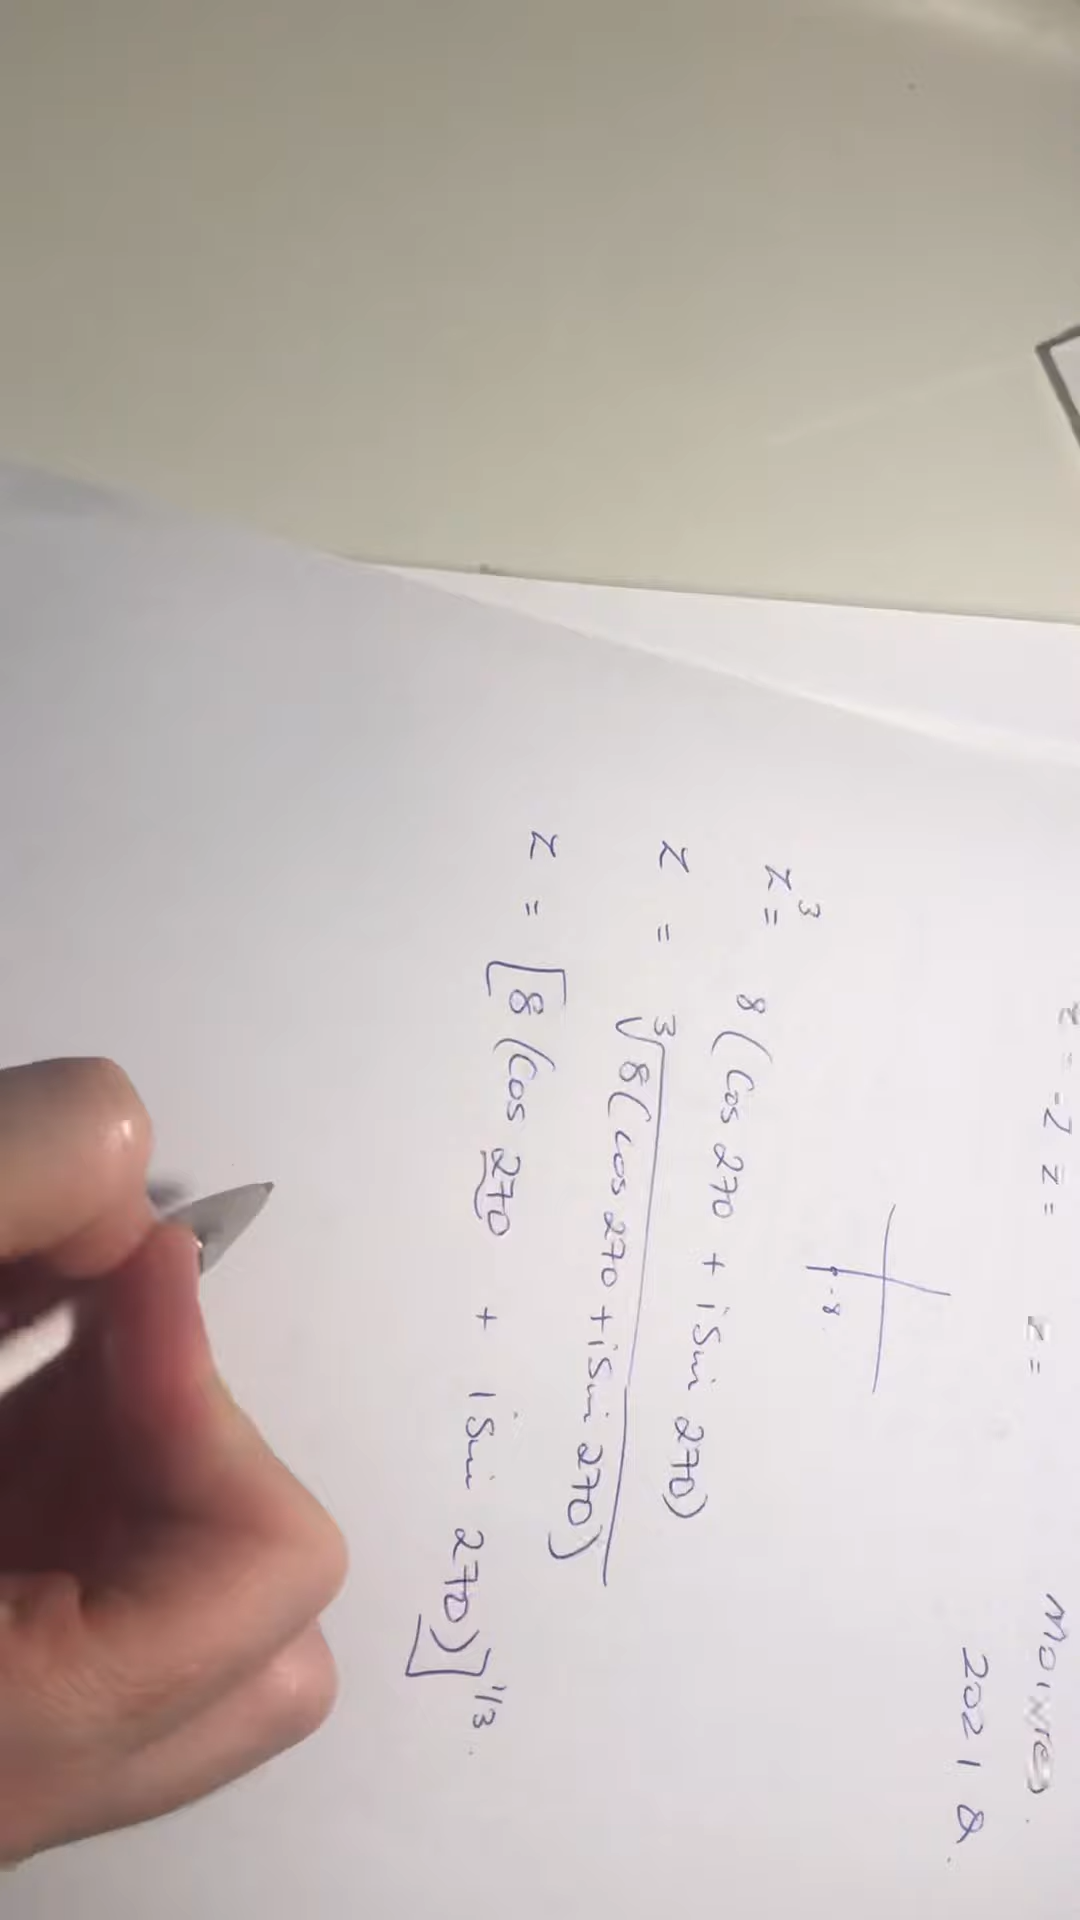 z = -2 z = z = Moivres.
2021 Q.
-8.
z³ = 8(Cos 270 + i Sin 270)
z = ∛8(Cos 270 + i Sin 270)
z = [8(Cos 270 + i Sin 270)]^1/3.